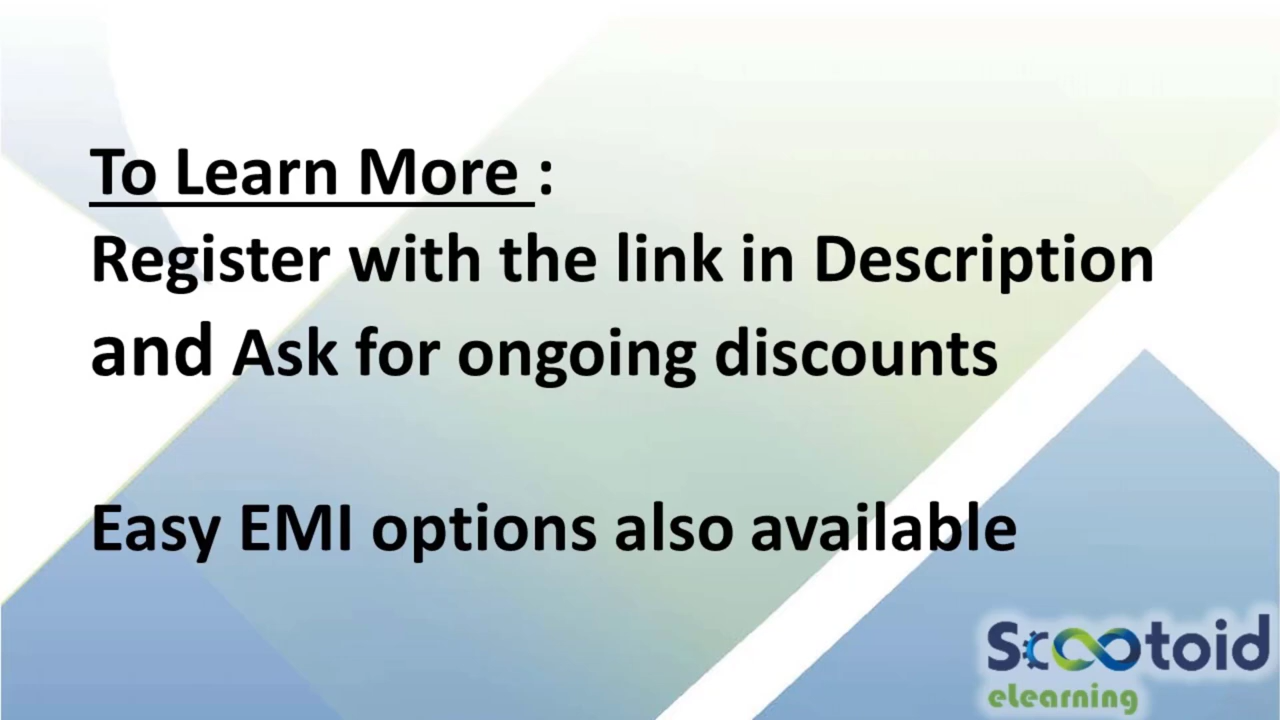 To Learn More :
Register with the link in Description
and Ask for ongoing discounts
Easy EMI options also available
Scootoid
elearning